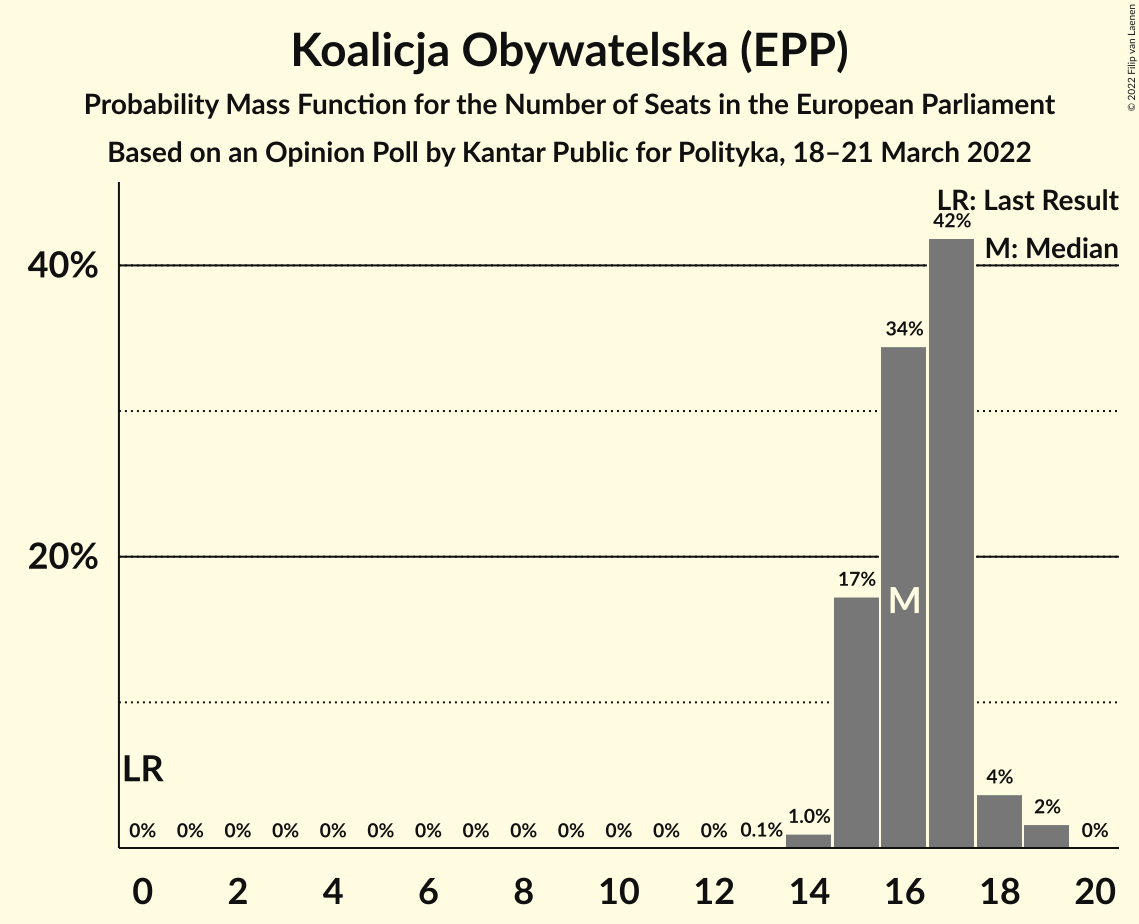 Koalicja Obywatelska (EPP)
Probability Mass Function for the Number of Seats in the European Parliament
Based on an Opinion Poll by Kantar Public for Polityka, 18–21 March 2022
© 2022 Filip van Laenen
LR: Last Result
M: Median
40%
20%
42%
34%
17%
M
LR
0% 0% 0% 0% 0% 0% 0% 0% 0% 0% 0% 0% 0% 0.1% 1.0% 4% 2% 0%
0 2 4 6 8 10 12 14 16 18 20